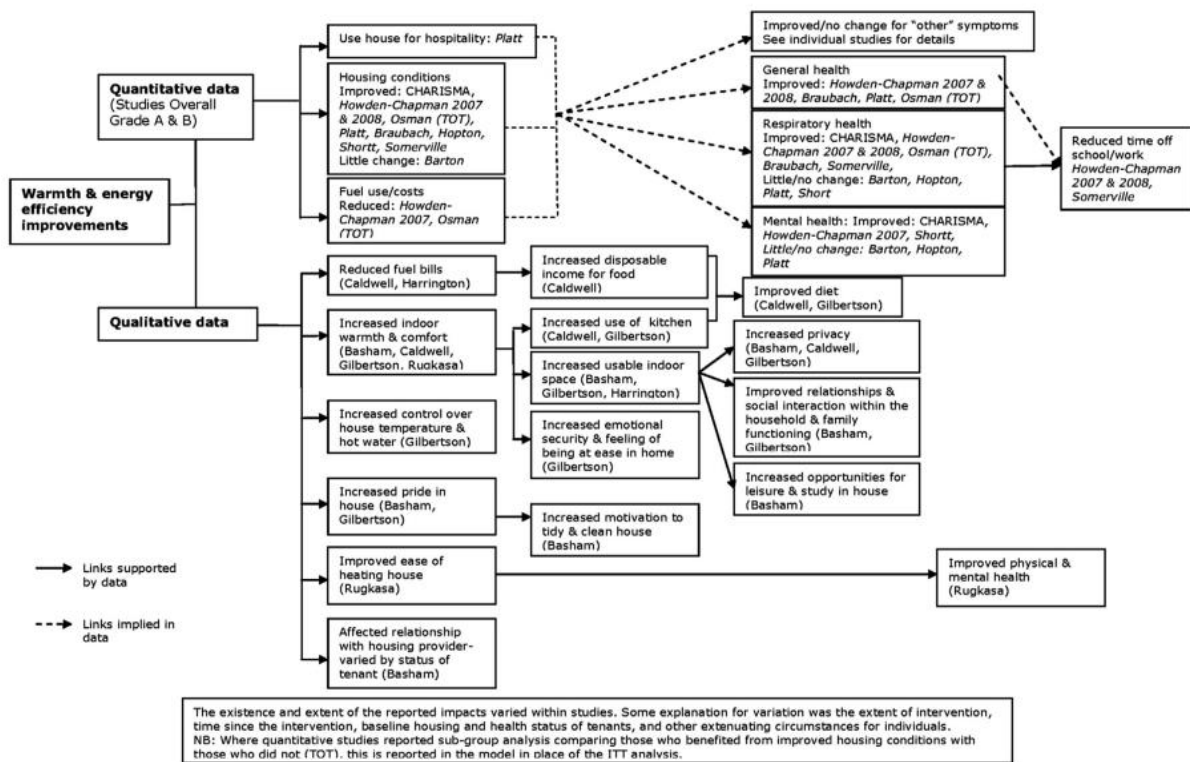 Warmth & energy
efficiency
improvements
Quantitative data
(Studies Overall
Grade A & B)
Use house for hospitality: Platt
Housing conditions
Improved: CHARISMA,
Howden-Chapman 2007
& 2008, Osman (TOT),
Platt, Braubach, Hopton,
Shortt, Somerville
Little change: Barton
Fuel use/costs
Reduced: Howden-
Chapman 2007, Osman
(TOT)
Improved/no change for “other” symptoms
See individual studies for details
General health
Improved: Howden-Chapman 2007 &
2008, Braubach, Platt, Osman (TOT)
Respiratory health
Improved: CHARISMA, Howden-
Chapman 2007 & 2008, Osman (TOT),
Braubach, Somerville,
Little/no change: Barton, Hopton,
Platt, Short
Mental health: Improved: CHARISMA,
Howden-Chapman 2007, Shortt,
Little/no change: Barton, Hopton,
Platt
Reduced time off
school/work
Howden-Chapman
2007 & 2008,
Somerville
Qualitative data
Reduced fuel bills
(Caldwell, Harrington)
Increased disposable
income for food
(Caldwell)
Improved diet
(Caldwell, Gilbertson)
Increased indoor
warmth & comfort
(Basham, Caldwell,
Gilbertson, Rugkasa)
Increased use of kitchen
(Caldwell, Gilbertson)
Increased usable indoor
space (Basham,
Gilbertson, Harrington)
Increased emotional
security & feeling of
being at ease in home
(Gilbertson)
Increased privacy
(Basham, Caldwell,
Gilbertson)
Improved relationships &
social interaction within the
household & family
functioning (Basham,
Gilbertson)
Increased opportunities for
leisure & study in house
(Basham)
Increased control over
house temperature &
hot water (Gilbertson)
Increased pride in
house (Basham,
Gilbertson)
Increased motivation to
tidy & clean house
(Basham)
Improved ease of
heating house
(Rugkasa)
Improved physical &
mental health
(Rugkasa)
Affected relationship
with housing provider-
varied by status of
tenant (Basham)
Links supported
by data
Links implied in
data
The existence and extent of the reported impacts varied within studies. Some explanation for variation was the extent of intervention,
time since the intervention, baseline housing and health status of tenants, and other extenuating circumstances for individuals.
NB: Where quantitative studies reported sub-group analysis comparing those who benefited from improved housing conditions with
those who did not (TOT), this is reported in the model in place of the ITT analysis.